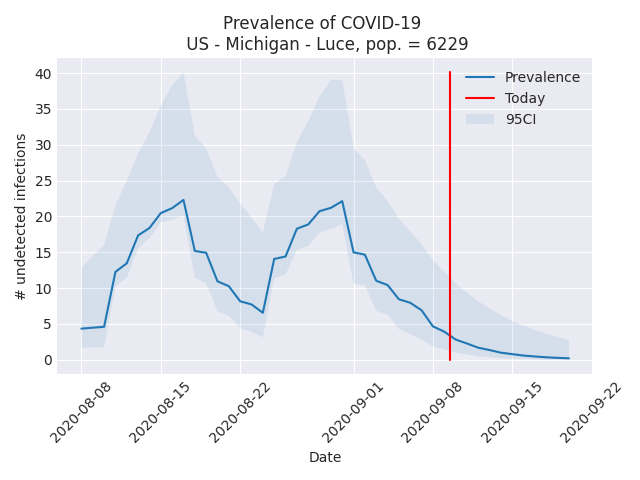 Prevalence of COVID-19
US - Michigan - Luce, pop. = 6229
Prevalence
Today
95CI
# undetected infections
40
35
30
25
20
15
10
5
0
2020-08-08
2020-08-15
2020-08-22
2020-09-01
2020-09-08
2020-09-15
2020-09-22
Date